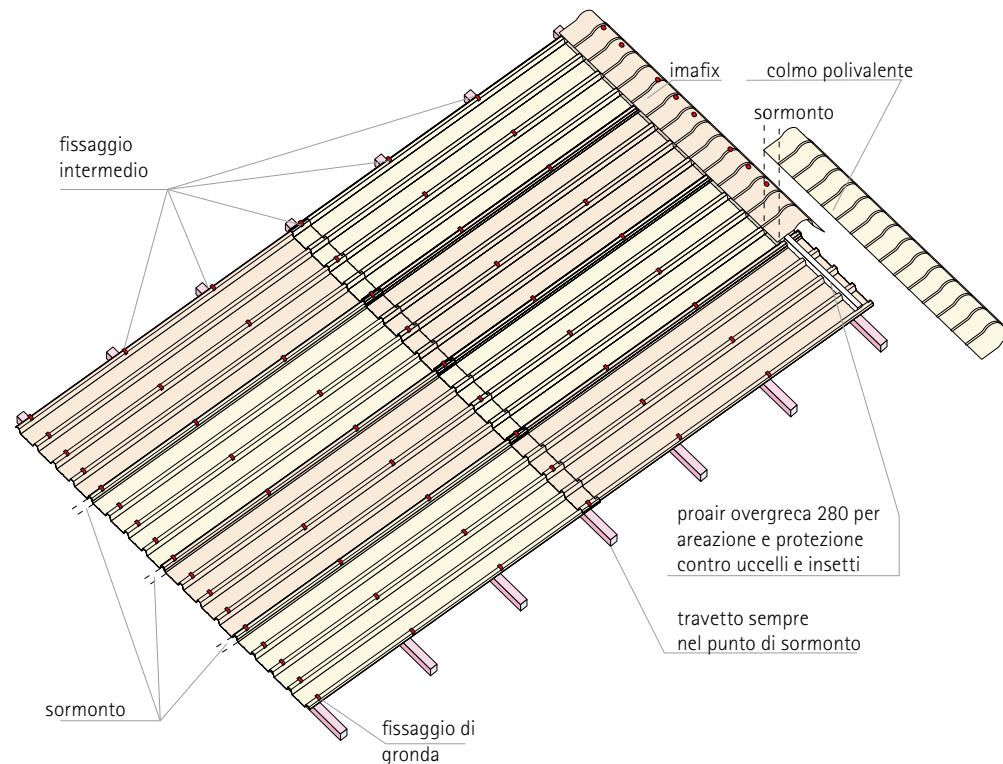 imafix
colmo polivalente
sormonto
fissaggio
intermedio
proair overgreca 280 per
areazione e protezione
contro uccelli e insetti
travetto sempre
nel punto di sormonto
sormonto
fissaggio di
gronda